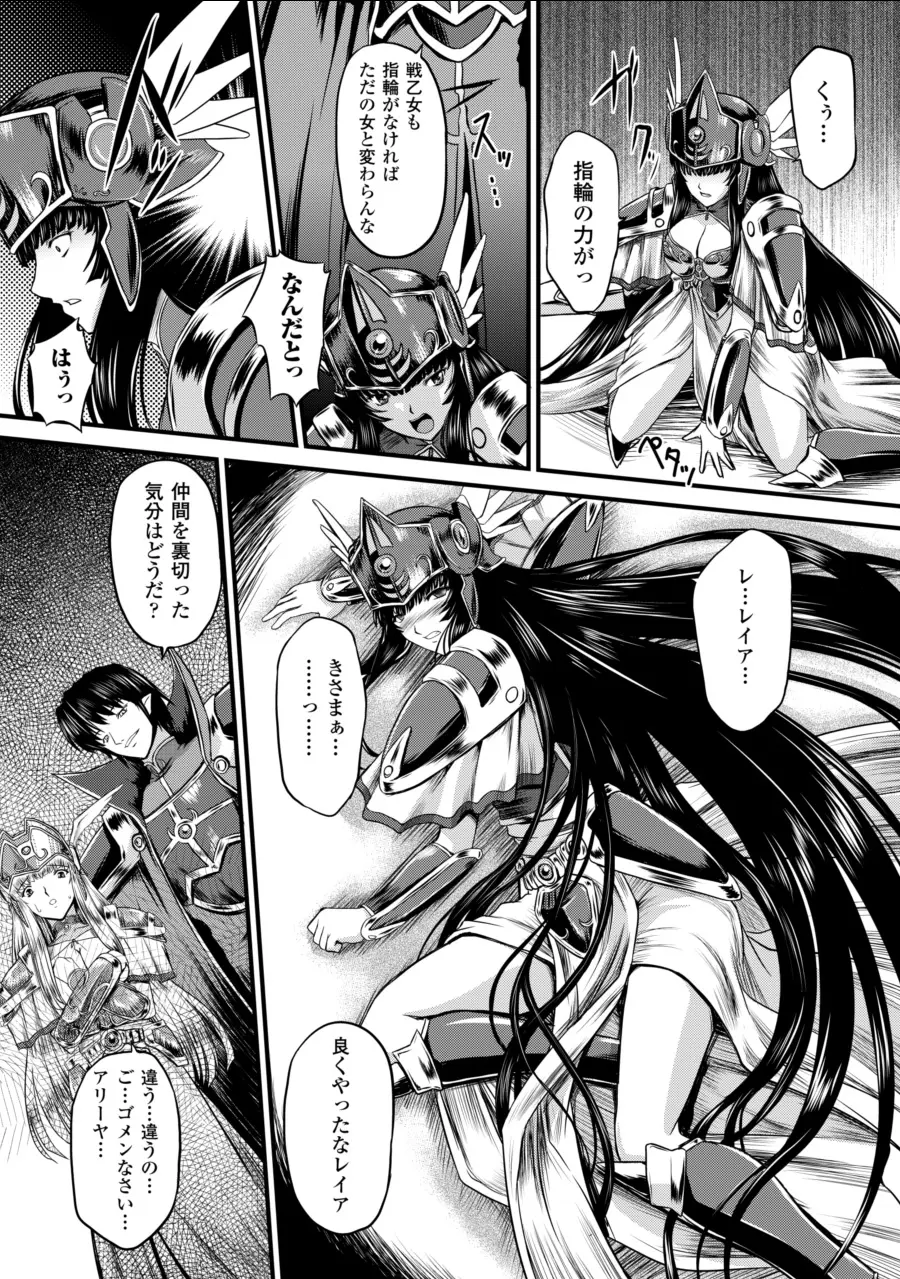 くぅ…
指輪の力がっ
ガク
ガクッ
ペタッ
戦乙女も
指輪がなければ
ただの女と変わらんな
スッ…
なんだとっ
はうっ
レ…レイア…
きさまぁ…
……っ………
良くやったなレイア
仲間を裏切った
気分はどうだ?
違う…違うの…
ご…ゴメンなさい…
アリーヤ…